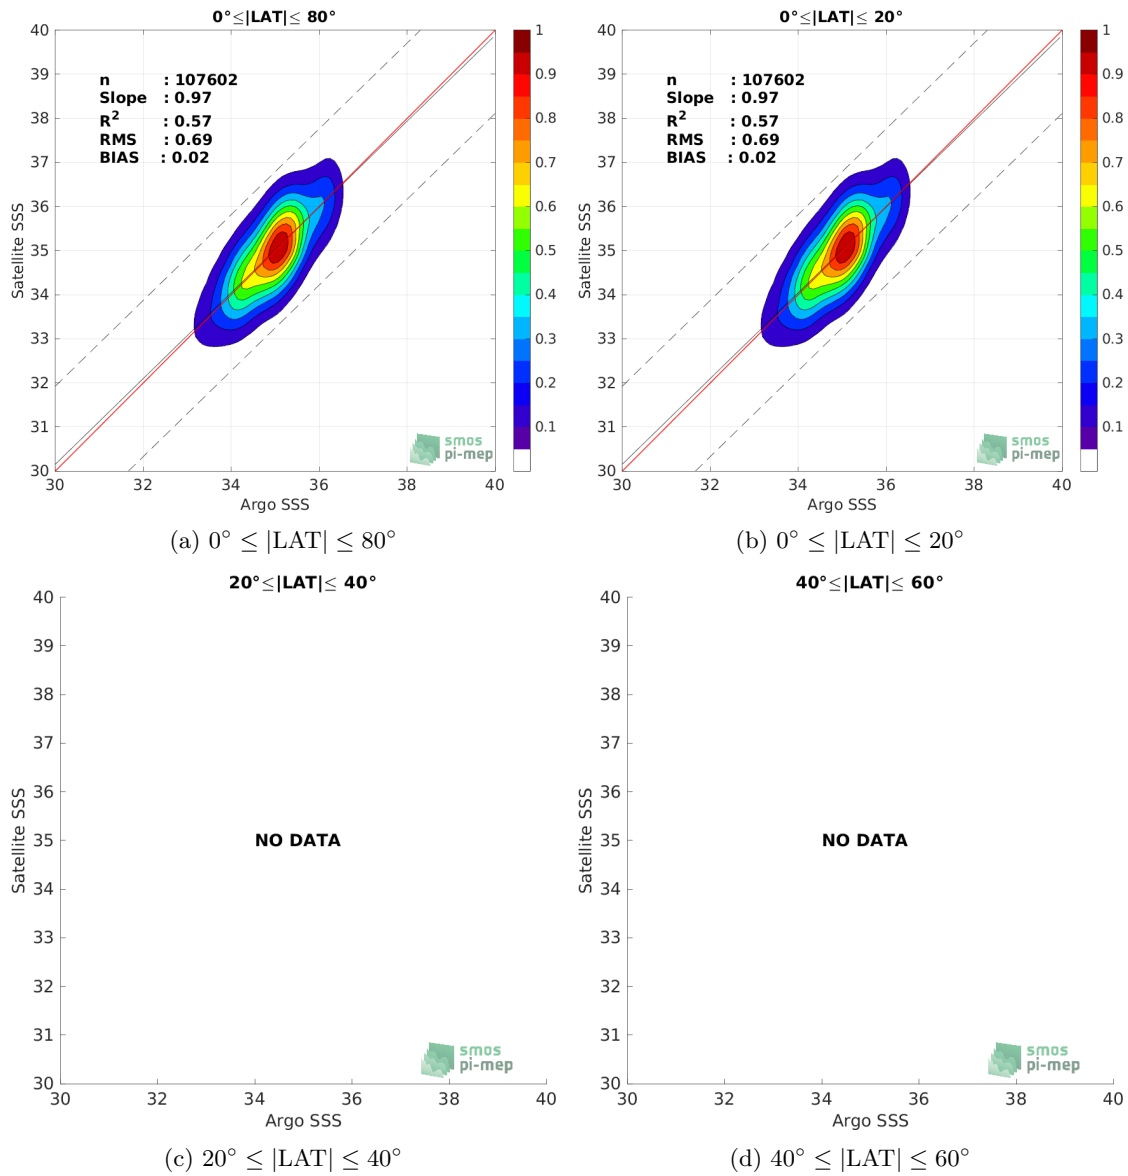 0°≤|LAT|≤ 80°
40
39
38
37
36
35
34
33
32
31
30
Satellite SSS
n : 107602
Slope : 0.97
R² : 0.57
RMS : 0.69
BIAS : 0.02
1
0.9
0.8
0.7
0.6
0.5
0.4
0.3
0.2
0.1
smos
pi-mep
30 32 34 36 38 40
Argo SSS
(a) 0° ≤ |LAT| ≤ 80°
0°≤|LAT|≤ 20°
40
39
38
37
36
35
34
33
32
31
30
Satellite SSS
n : 107602
Slope : 0.97
R² : 0.57
RMS : 0.69
BIAS : 0.02
1
0.9
0.8
0.7
0.6
0.5
0.4
0.3
0.2
0.1
smos
pi-mep
30 32 34 36 38 40
Argo SSS
(b) 0° ≤ |LAT| ≤ 20°
20°≤|LAT|≤ 40°
40
39
38
37
36
35
34
33
32
31
30
Satellite SSS
NO DATA
smos
pi-mep
30 32 34 36 38 40
Argo SSS
(c) 20° ≤ |LAT| ≤ 40°
40°≤|LAT|≤ 60°
40
39
38
37
36
35
34
33
32
31
30
Satellite SSS
NO DATA
smos
pi-mep
30 32 34 36 38 40
Argo SSS
(d) 40° ≤ |LAT| ≤ 60°